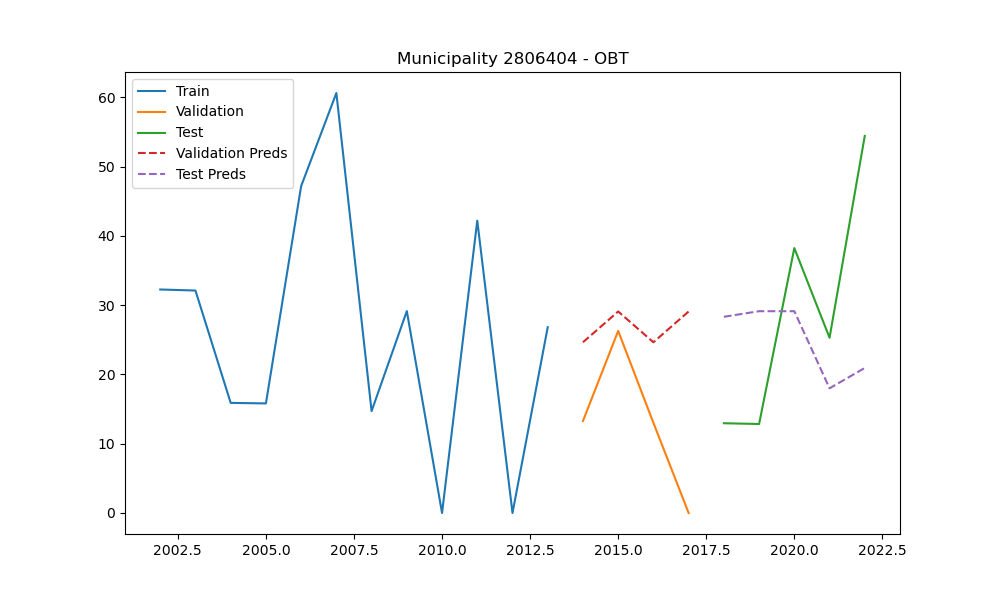 Municipality 2806404 - OBT
Train
Validation
Test
Validation Preds
Test Preds
60
50
40
30
20
10
0
2002.5 2005.0 2007.5 2010.0 2012.5 2015.0 2017.5 2020.0 2022.5